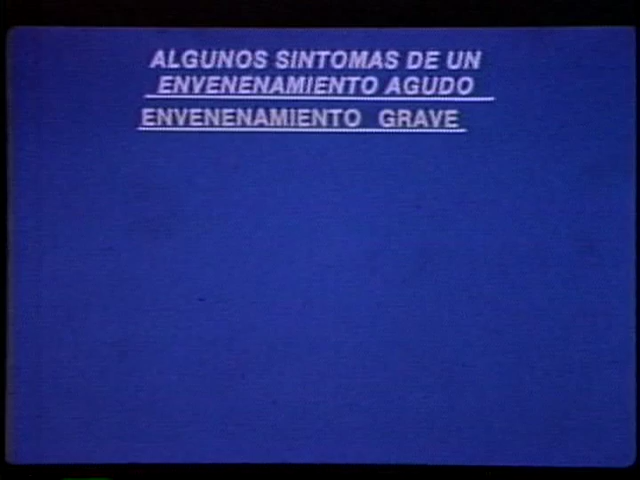 ALGUNOS SINTOMAS DE UN
ENVENENAMIENTO AGUDO
ENVENENAMIENTO GRAVE